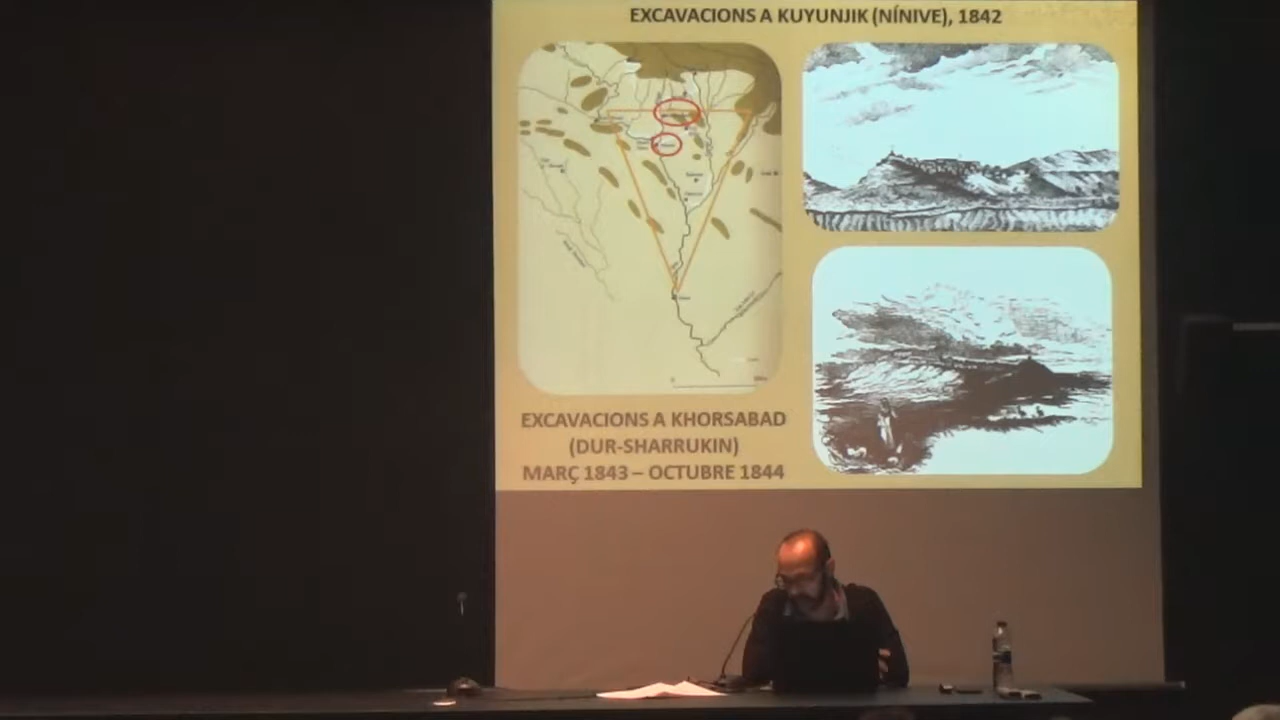 EXCAVACIONS A KUYUNJIK (NÍNIVE), 1842
EXCAVACIONS A KHORSABAD
(DUR-SHARRUKIN)
MARÇ 1843 – OCTUBRE 1844